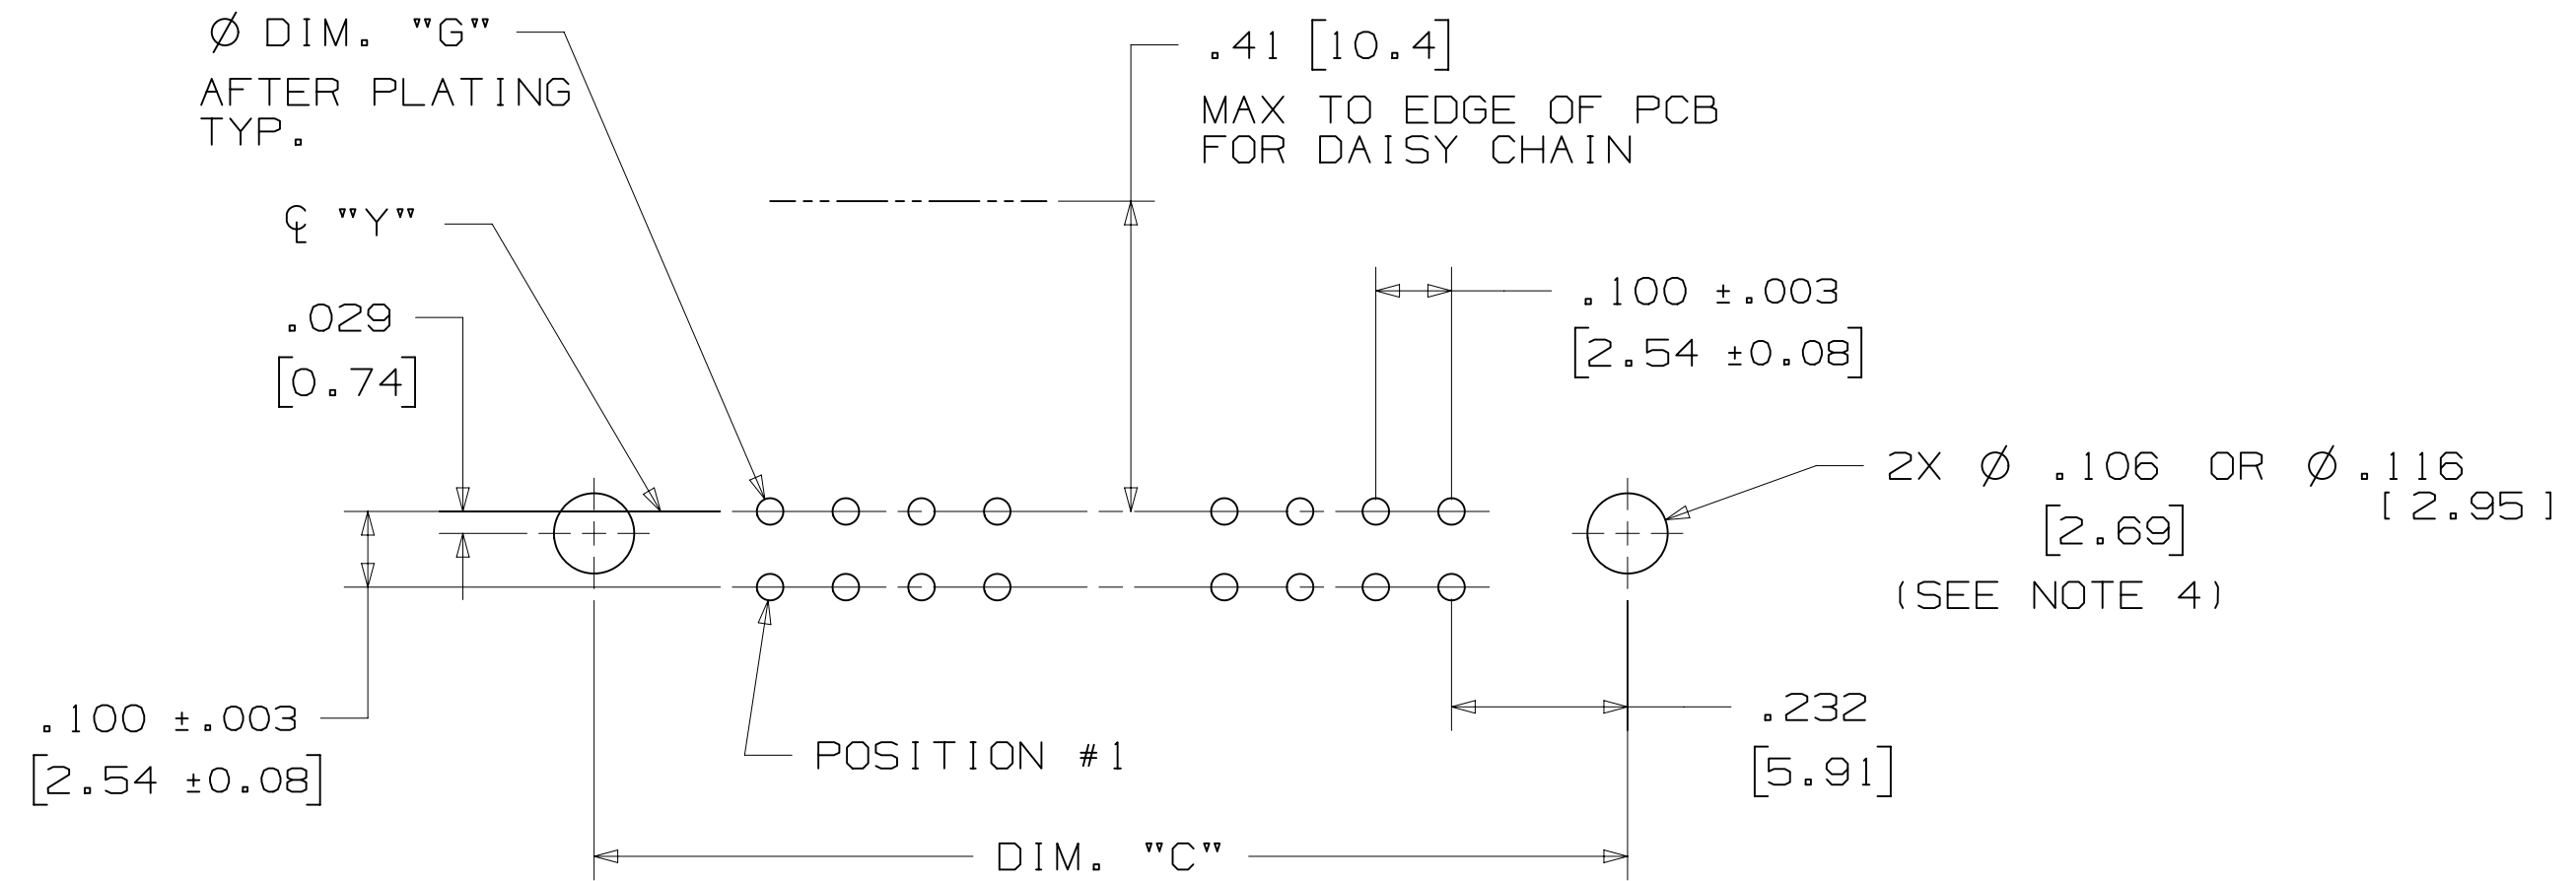 Ø DIM. "G"
AFTER PLATING
TYP.
.41 [10.4]
MAX TO EDGE OF PCB
FOR DAISY CHAIN
℄ "Y"
.029
[0.74]
.100 ±.003
[2.54 ±0.08]
2X Ø .106 OR Ø .116
[2.69] [2.95]
(SEE NOTE 4)
.100 ±.003
[2.54 ±0.08]
POSITION #1
.232
[5.91]
DIM. "C"